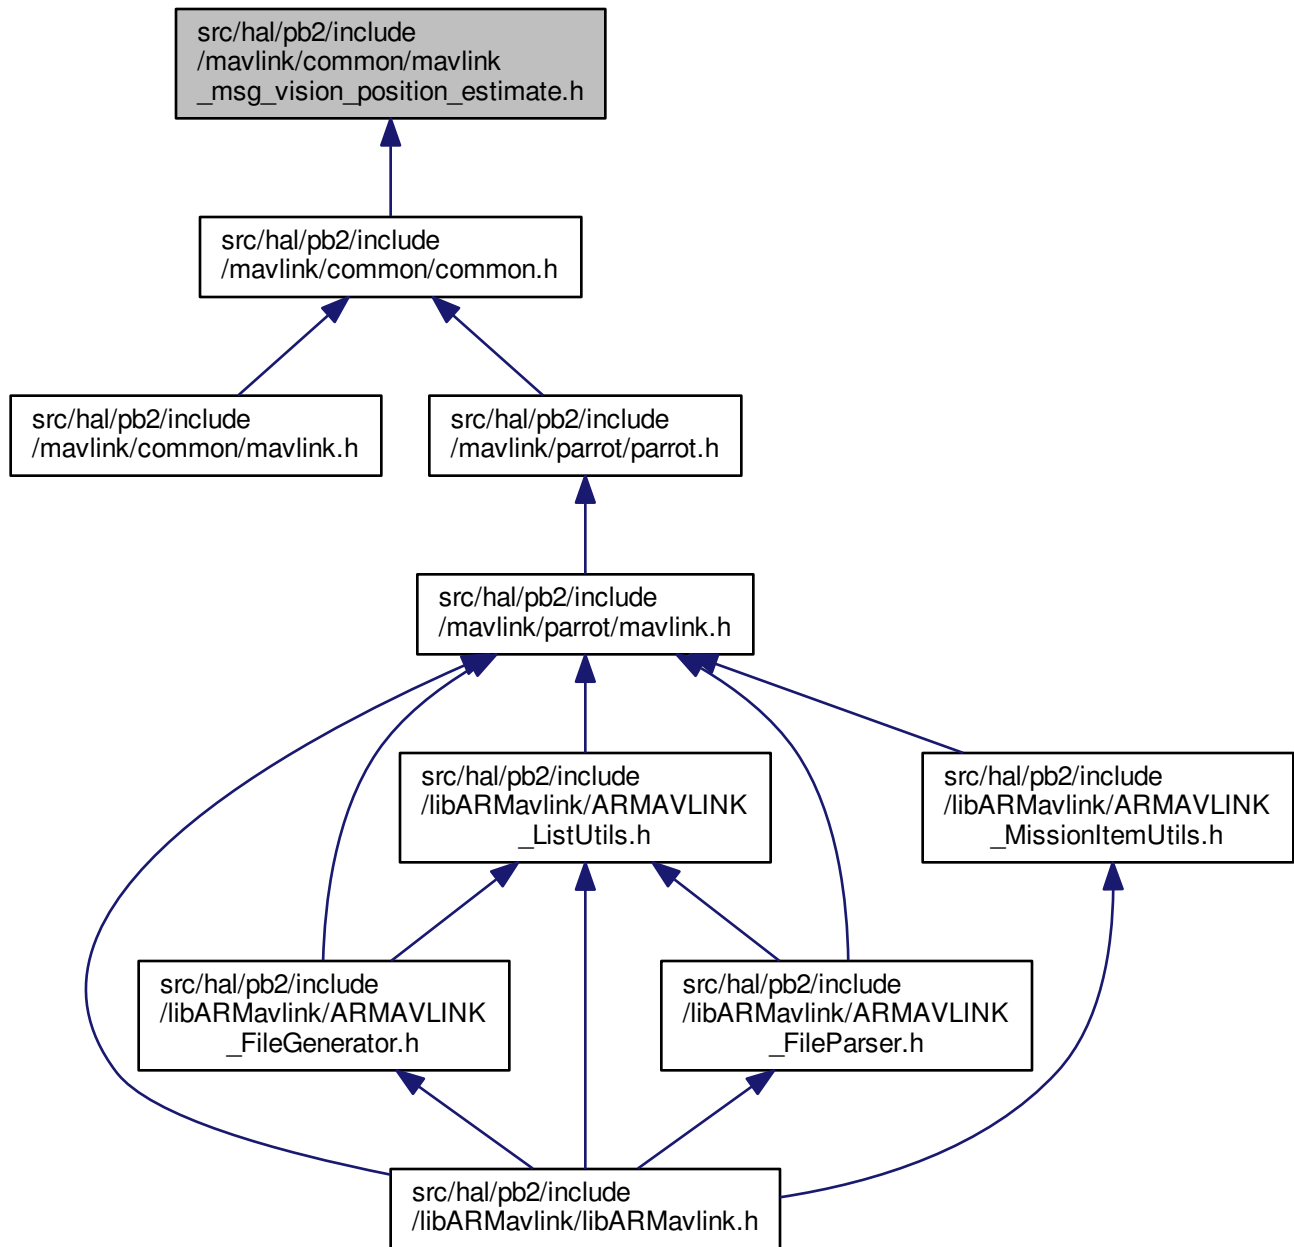 src/hal/pb2/include
/mavlink/common/mavlink
_msg_vision_position_estimate.h
src/hal/pb2/include
/mavlink/common/common.h
src/hal/pb2/include
/mavlink/common/mavlink.h
src/hal/pb2/include
/mavlink/parrot/parrot.h
src/hal/pb2/include
/mavlink/parrot/mavlink.h
src/hal/pb2/include
/libARMavlink/ARMAVLINK
_ListUtils.h
src/hal/pb2/include
/libARMavlink/ARMAVLINK
_MissionItemUtils.h
src/hal/pb2/include
/libARMavlink/ARMAVLINK
_FileGenerator.h
src/hal/pb2/include
/libARMavlink/ARMAVLINK
_FileParser.h
src/hal/pb2/include
/libARMavlink/libARMavlink.h